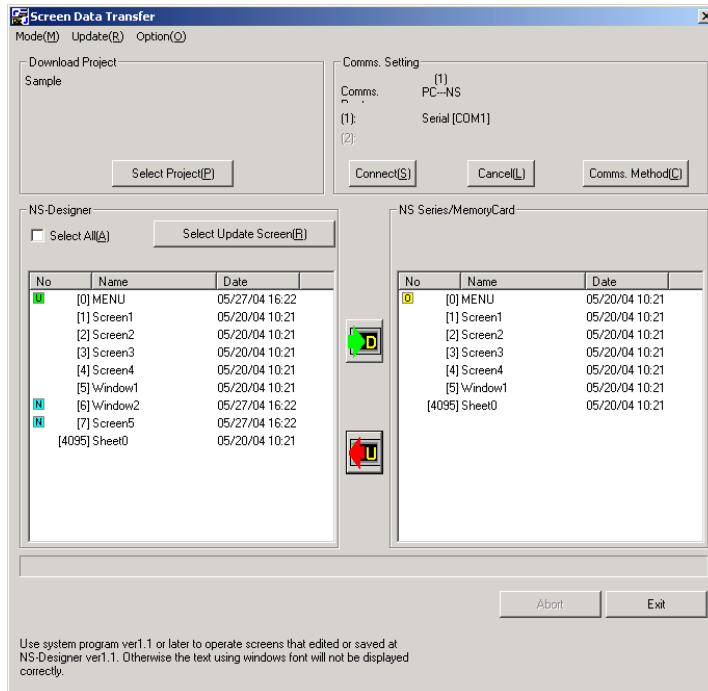 Screen Data Transfer
Mode(M) Update(R) Option(O)
Download Project
Sample
Select Project(P)
Comms. Setting
(1)
Comms. PC---NS
(1): Serial [COM1]
(2):
Connect(S) Cancel(L) Comms. Method(C)
NS-Designer
Select All(A) Select Update Screen(R)
No Name Date
U [0] MENU 05/27/04 16:22
[1] Screen1 05/20/04 10:21
[2] Screen2 05/20/04 10:21
[3] Screen3 05/20/04 10:21
[4] Screen4 05/20/04 10:21
[5] Window1 05/20/04 10:21
N [6] Window2 05/27/04 16:22
N [7] Screen5 05/27/04 16:22
[4095] Sheet0 05/20/04 10:21
D
U
NS Series/MemoryCard
No Name Date
O [0] MENU 05/20/04 10:21
[1] Screen1 05/20/04 10:21
[2] Screen2 05/20/04 10:21
[3] Screen3 05/20/04 10:21
[4] Screen4 05/20/04 10:21
[5] Window1 05/20/04 10:21
[4095] Sheet0 05/20/04 10:21
Abort Exit
Use system program ver1.1 or later to operate screens that edited or saved at
NS-Designer ver1.1. Otherwise the text using windows font will not be displayed
correctly.